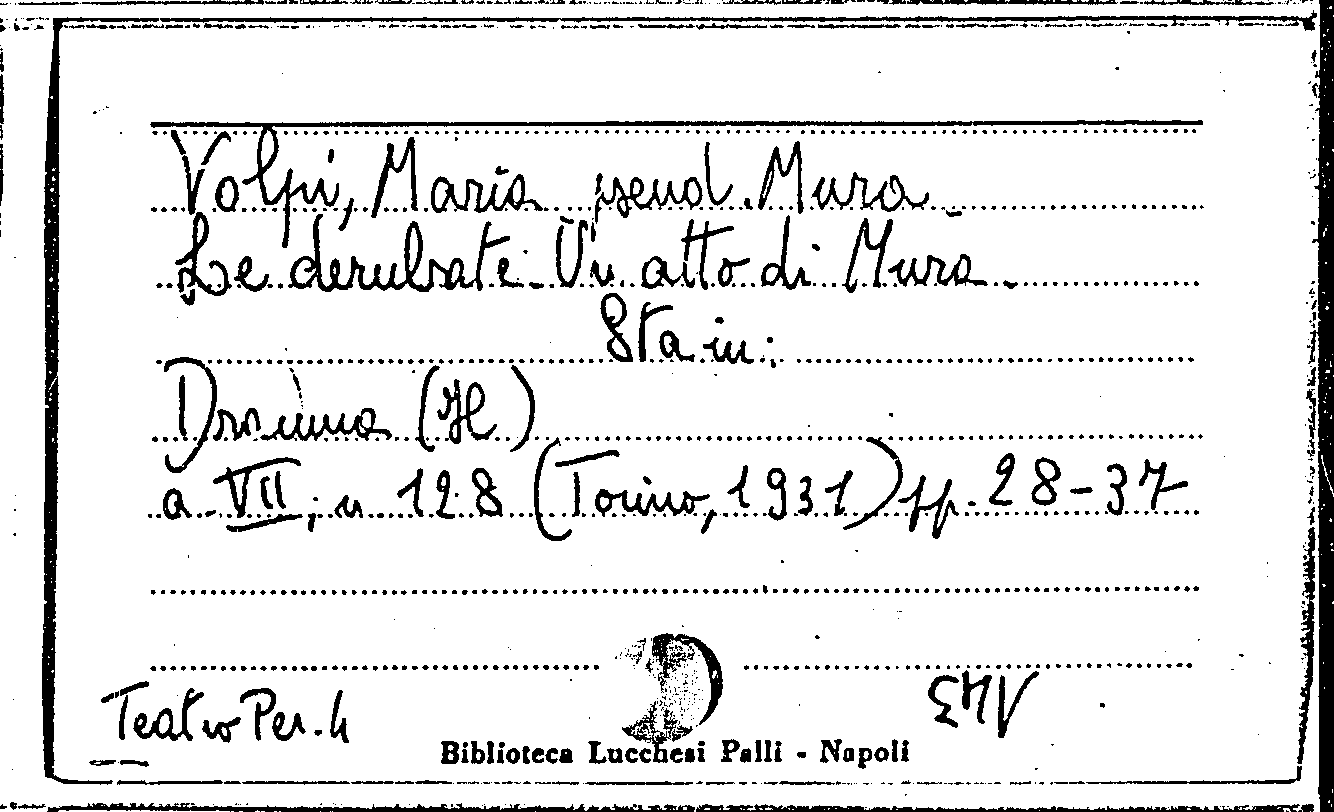 Volpi, Maria pseud. Mura
Le derubate. Un atto di Mura.
Sta in:
Dramma (Il)
a. VII; n. 128 (Torino, 1931) pp. 28-37
Teatro Per. 4
Biblioteca Lucchesi Palli - Napoli